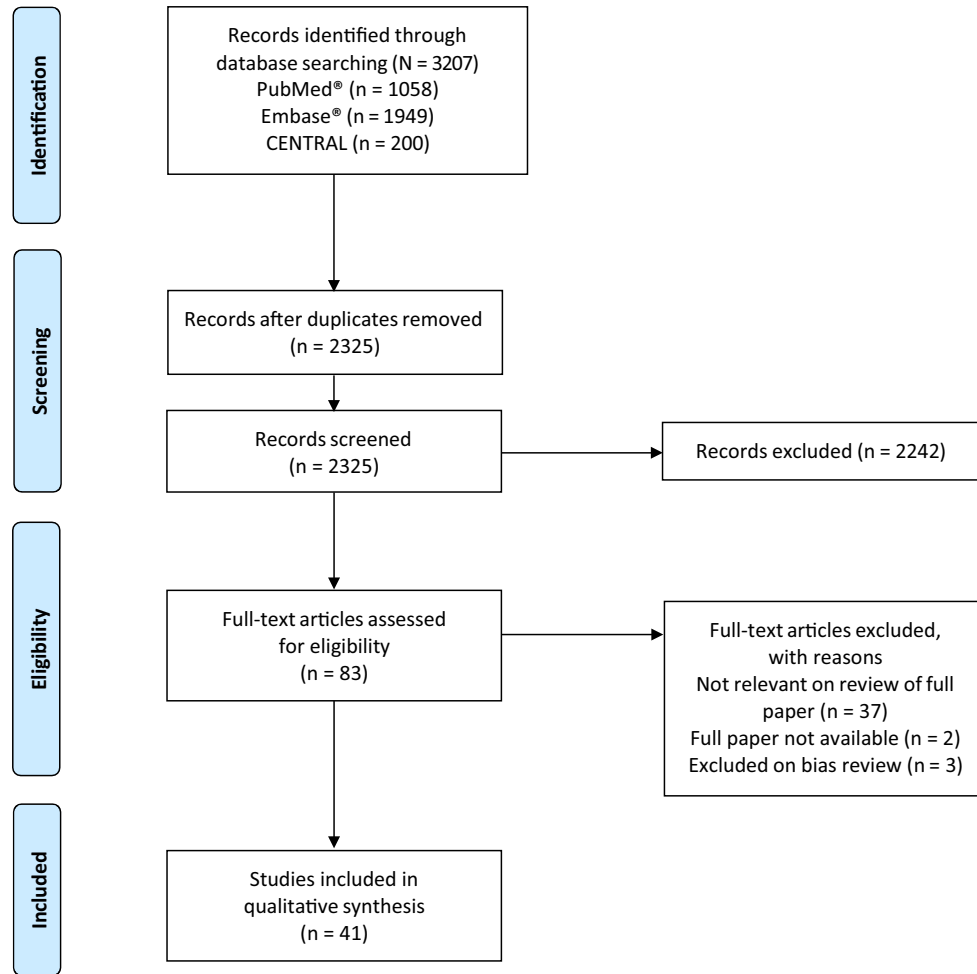 Identification
Records identified through
database searching (N = 3207)
PubMed® (n = 1058)
Embase® (n = 1949)
CENTRAL (n = 200)
Screening
Records after duplicates removed
(n = 2325)
Records screened
(n = 2325)
Records excluded (n = 2242)
Eligibility
Full-text articles assessed
for eligibility
(n = 83)
Full-text articles excluded,
with reasons
Not relevant on review of full
paper (n = 37)
Full paper not available (n = 2)
Excluded on bias review (n = 3)
Included
Studies included in
qualitative synthesis
(n = 41)